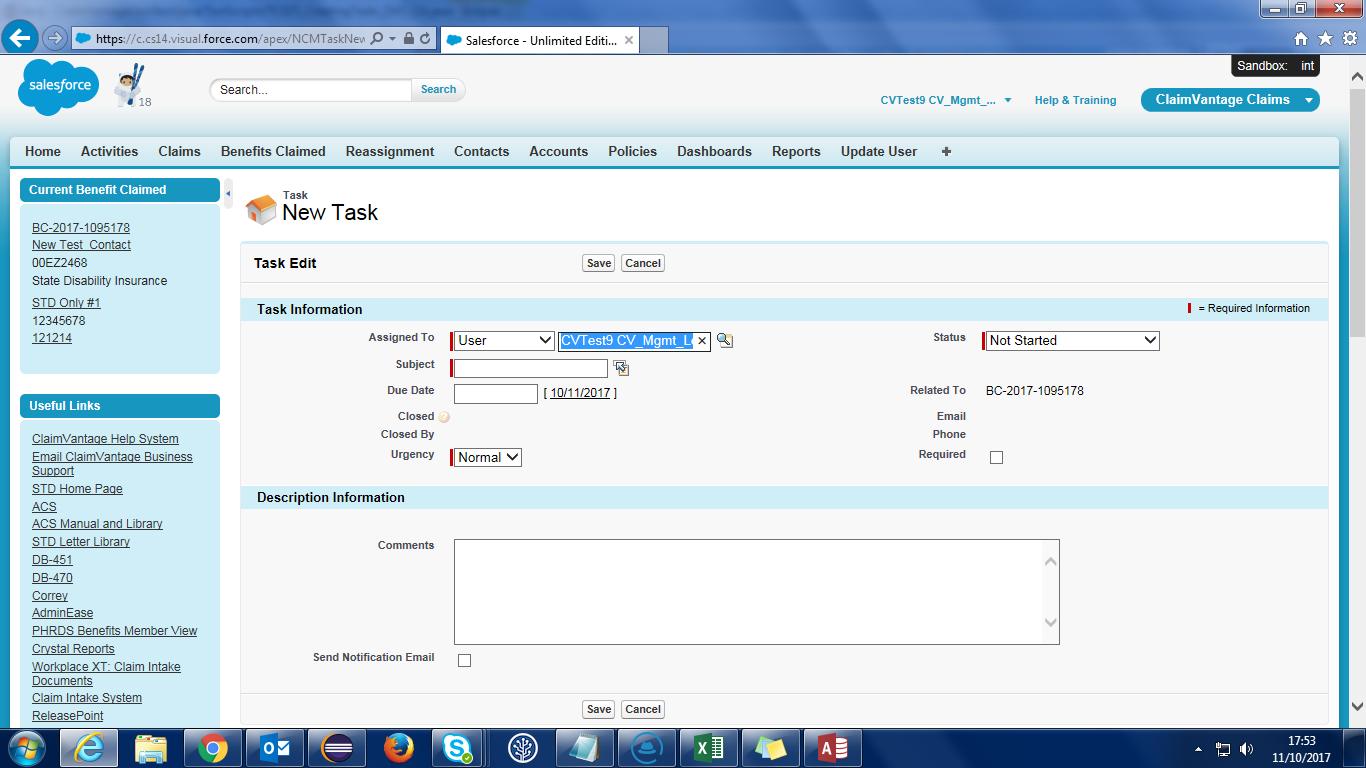 https://c.cs14.visual.force.com/apex/NCMTaskNew
Salesforce - Unlimited Editi...
Sandbox: int
salesforce
18
Search...
Search
CVTest9 CV_Mgmt_...
Help & Training
ClaimVantage Claims
Home Activities Claims Benefits Claimed Reassignment Contacts Accounts Policies Dashboards Reports Update User +
Current Benefit Claimed
BC-2017-1095178
New Test_Contact
00EZ2468
State Disability Insurance
STD Only #1
12345678
121214
Useful Links
ClaimVantage Help System
Email ClaimVantage Business
Support
STD Home Page
ACS
ACS Manual and Library
STD Letter Library
DB-451
DB-470
Correy
AdminEase
PHRDS Benefits Member View
Crystal Reports
Workplace XT: Claim Intake
Documents
Claim Intake System
ReleasePoint
Task
New Task
Task Edit
Save Cancel
Task Information
= Required Information
Assigned To User CVTest9 CV_Mgmt_L
Status Not Started
Subject
Due Date [ 10/11/2017 ]
Related To BC-2017-1095178
Closed
Email
Closed By
Phone
Urgency Normal
Required
Description Information
Comments
Send Notification Email
Save Cancel
17:53
11/10/2017